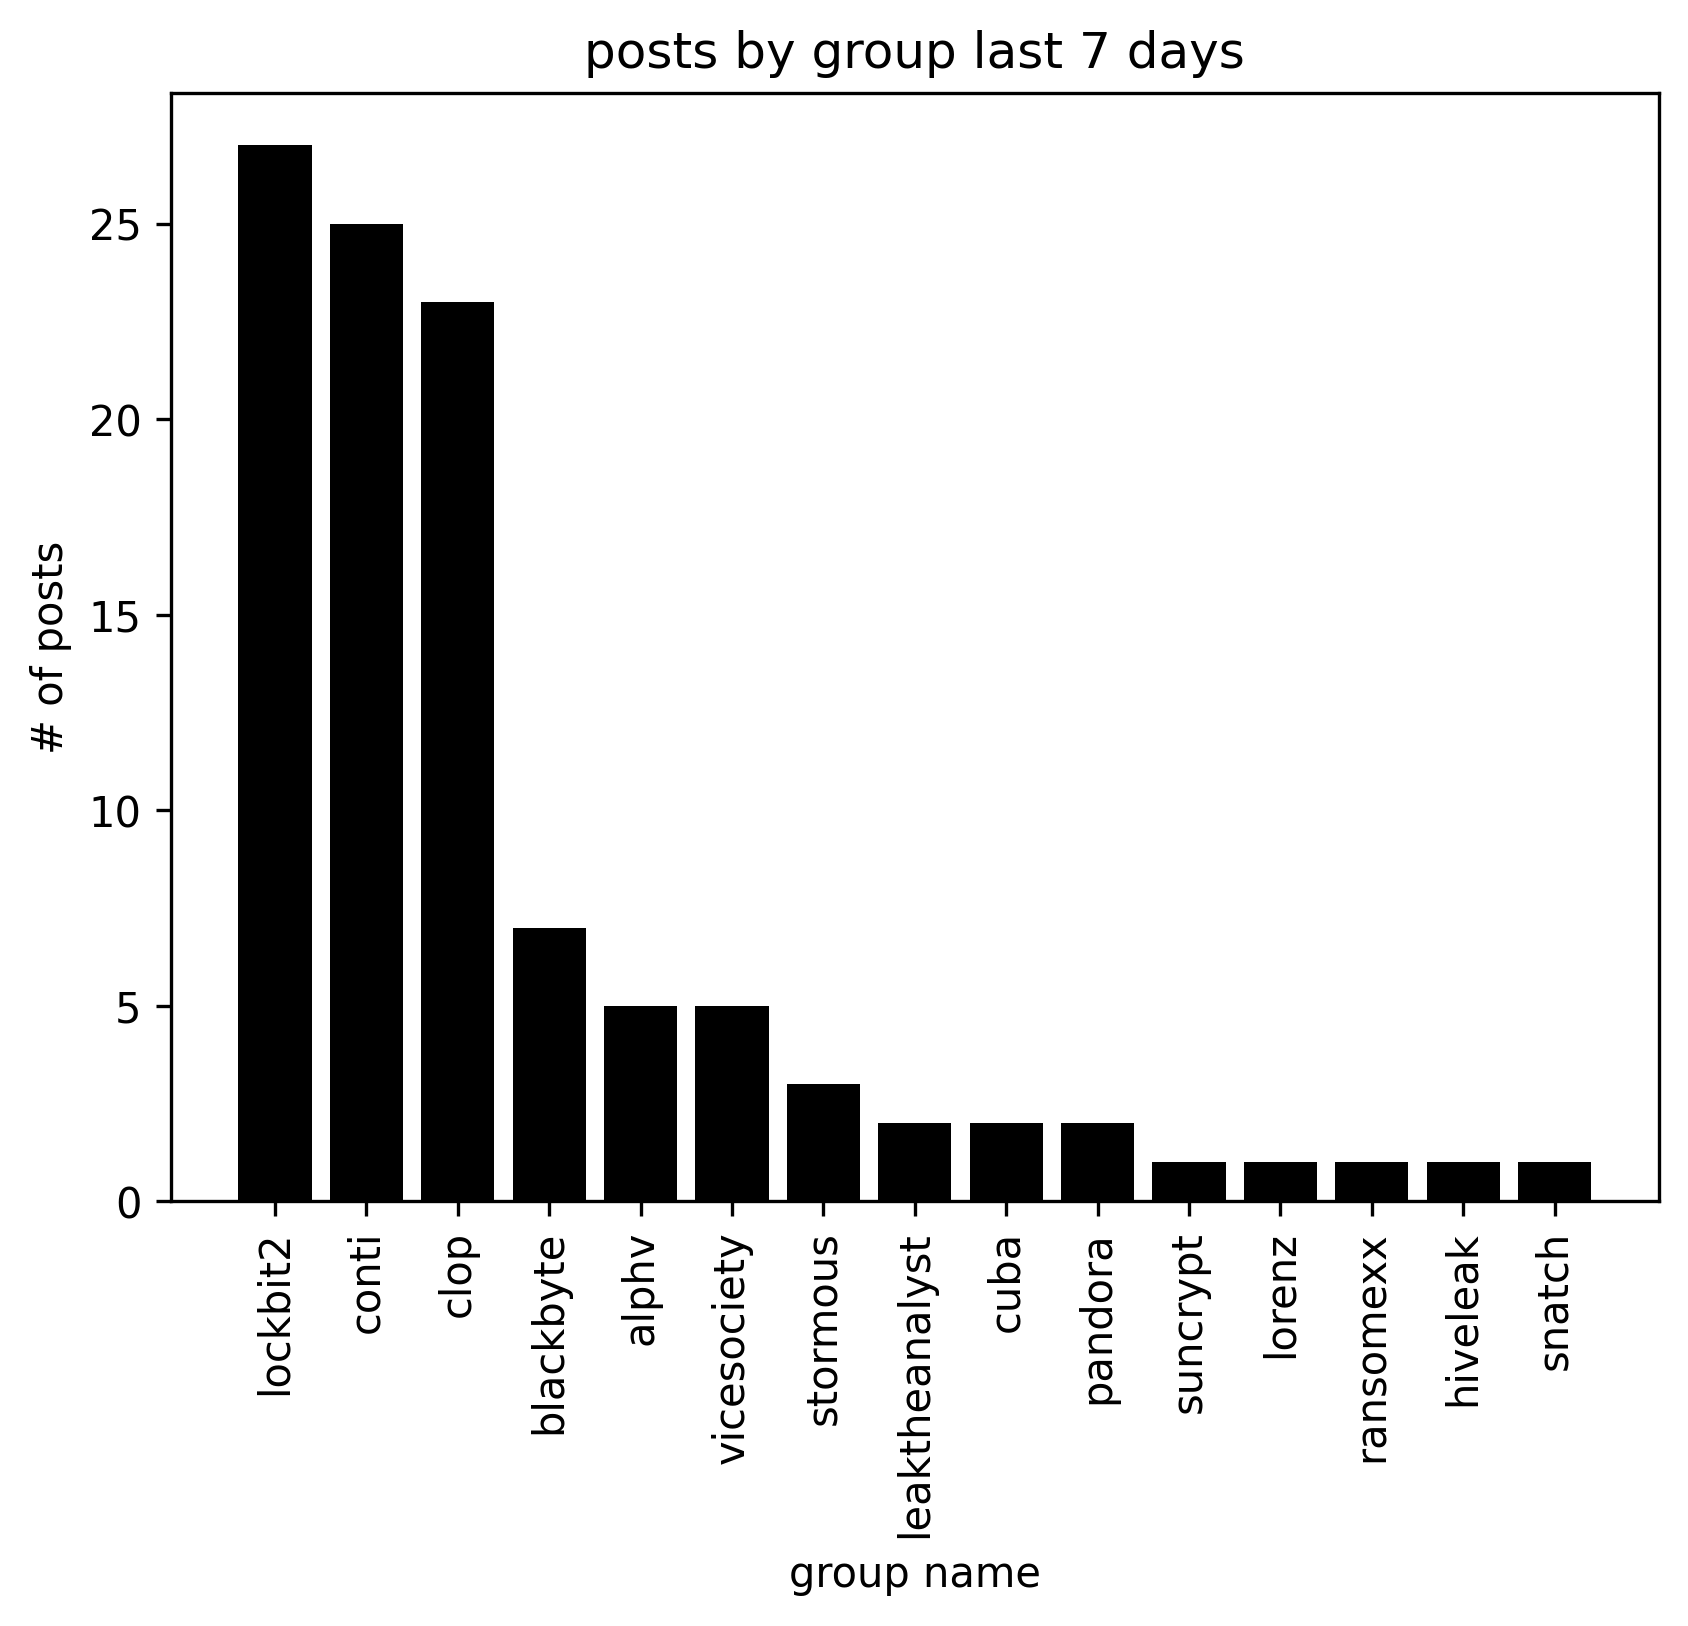 posts by group last 7 days
# of posts
25
20
15
10
5
0
lockbit2
conti
clop
blackbyte
alphv
vicesociety
stormous
leaktheanalyst
cuba
pandora
suncrypt
lorenz
ransomexx
hiveleak
snatch
group name